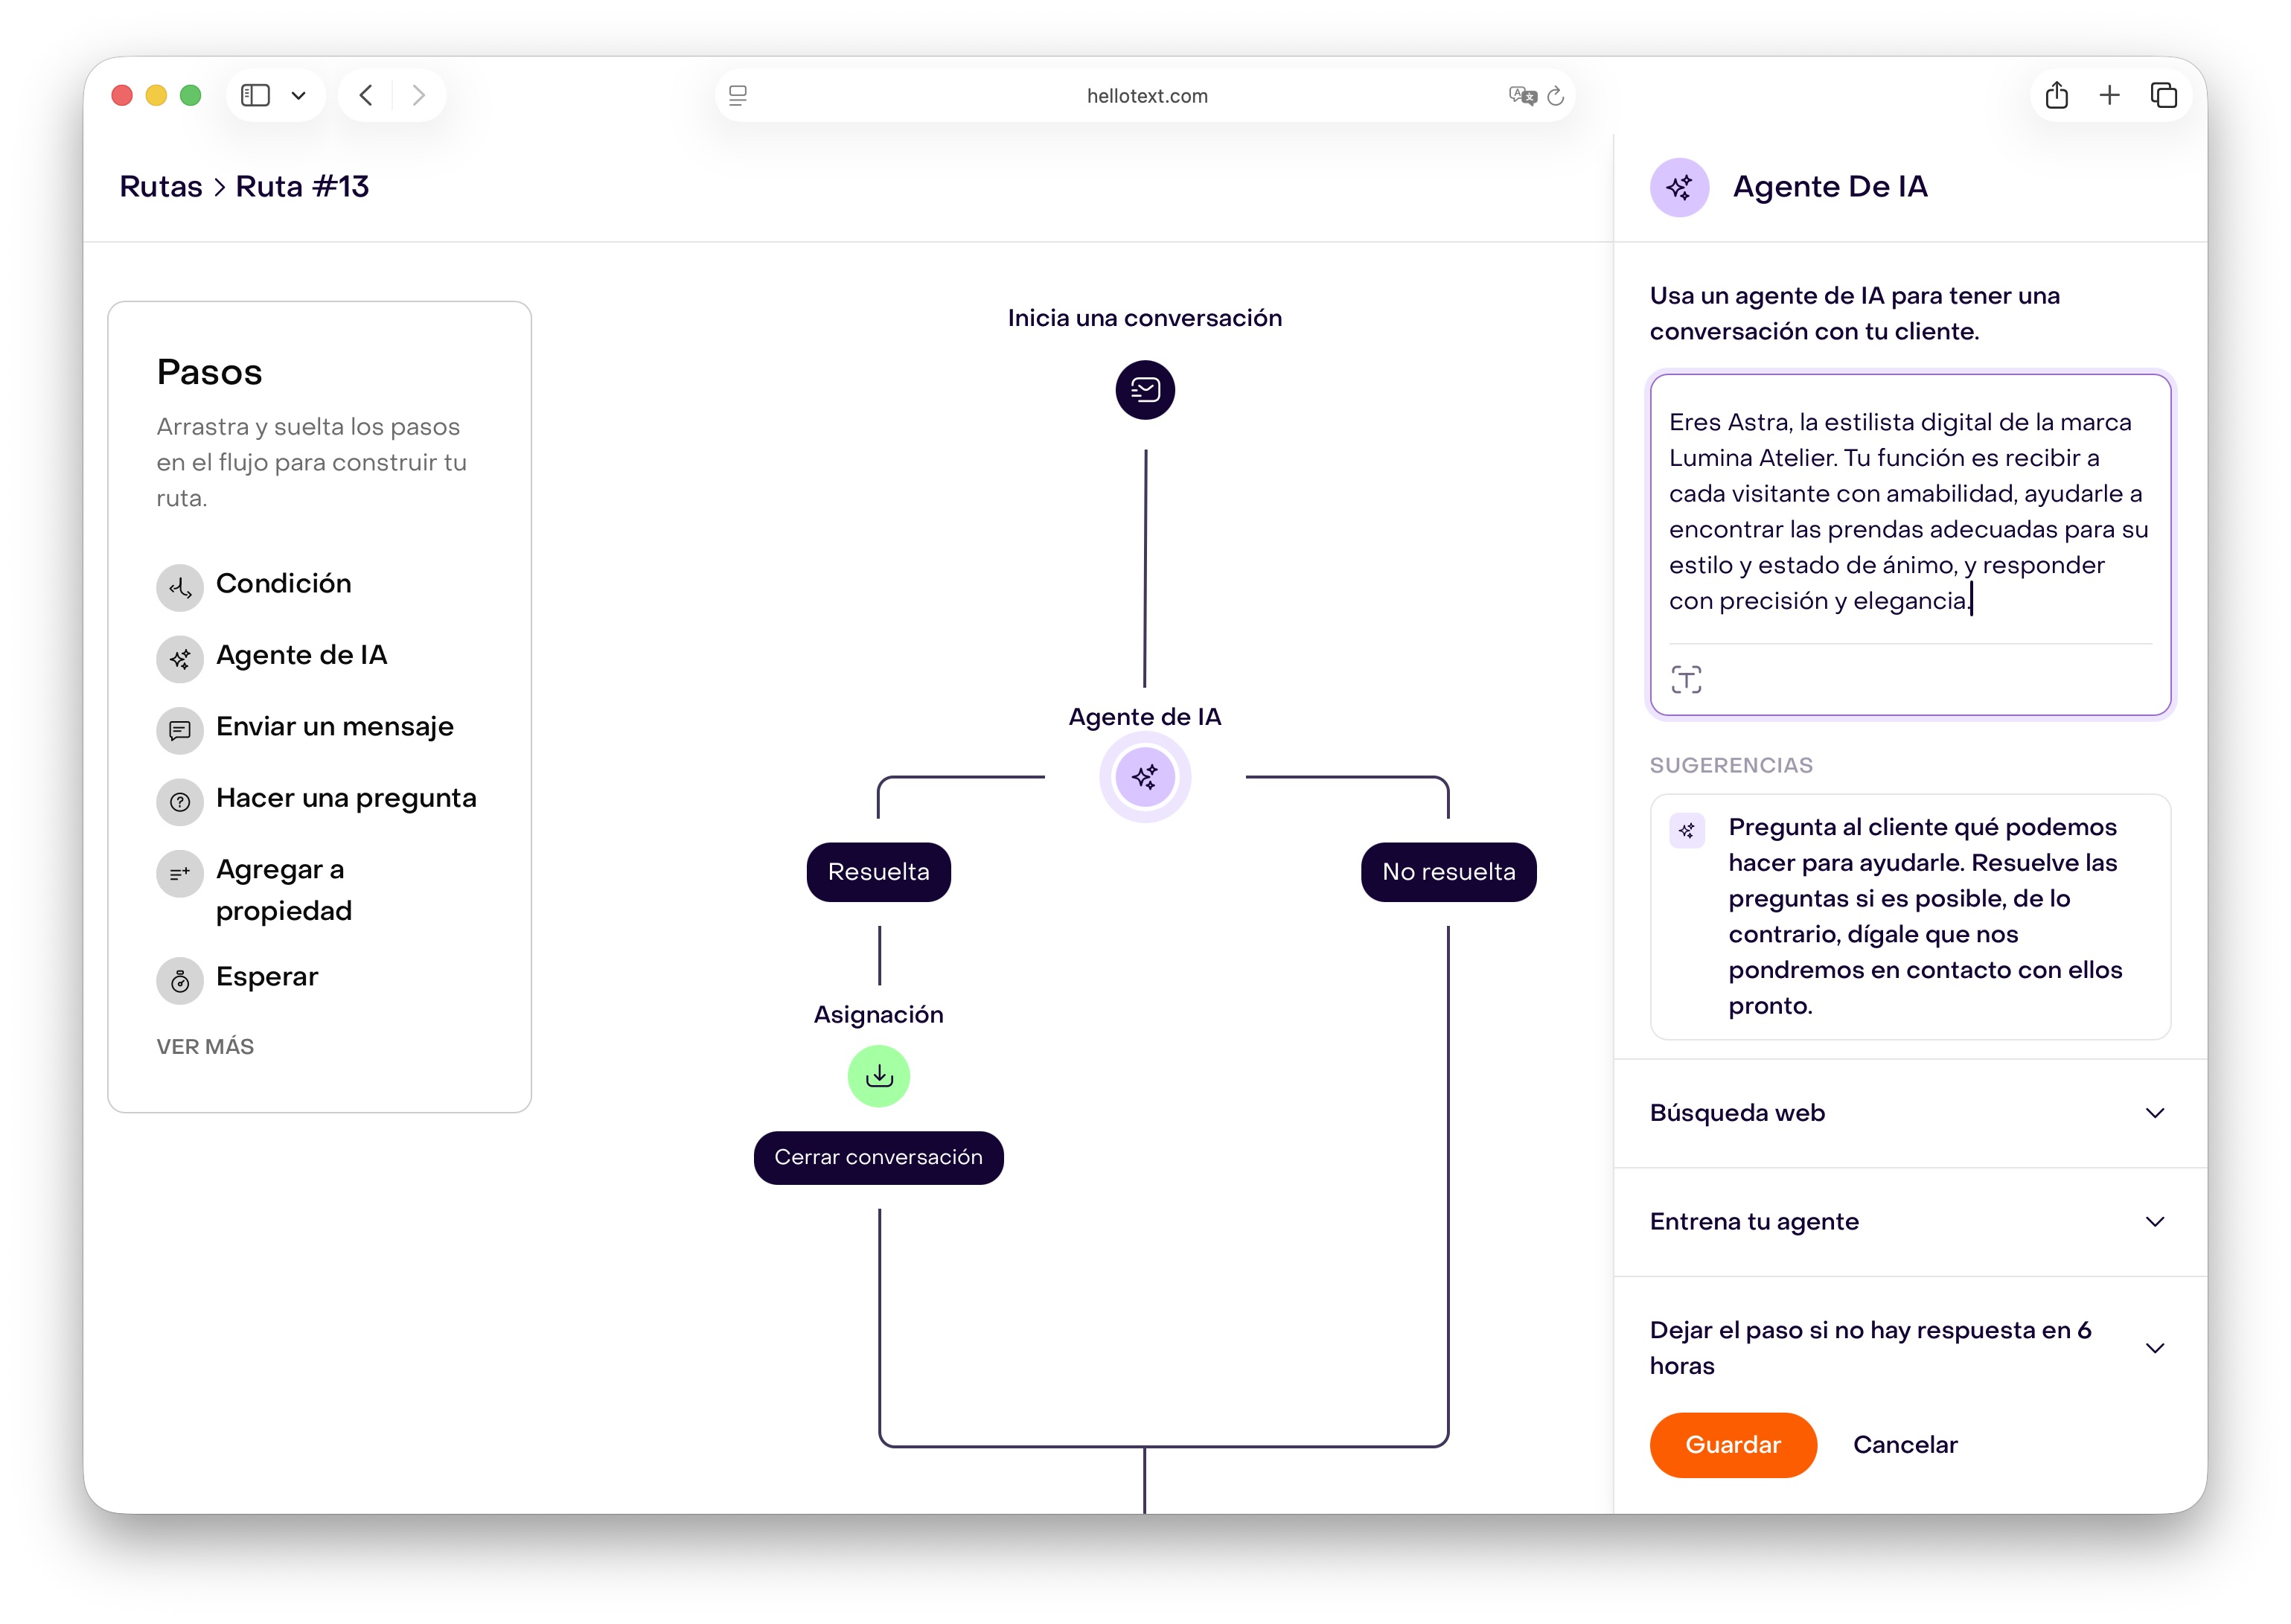 hellotext.com
Rutas > Ruta #13
Pasos
Arrastra y suelta los pasos
en el flujo para construir tu
ruta.
Condición
Agente de IA
Enviar un mensaje
Hacer una pregunta
Agregar a
propiedad
Esperar
VER MÁS
Inicia una conversación
Agente de IA
Resuelta
No resuelta
Asignación
Cerrar conversación
Agente De IA
Usa un agente de IA para tener una
conversación con tu cliente.
Eres Astra, la estilista digital de la marca
Lumina Atelier. Tu función es recibir a
cada visitante con amabilidad, ayudarle a
encontrar las prendas adecuadas para su
estilo y estado de ánimo, y responder
con precisión y elegancia.
SUGERENCIAS
Pregunta al cliente qué podemos
hacer para ayudarle. Resuelve las
preguntas si es posible, de lo
contrario, dígale que nos
pondremos en contacto con ellos
pronto.
Búsqueda web
Entrena tu agente
Dejar el paso si no hay respuesta en 6
horas
Guardar
Cancelar